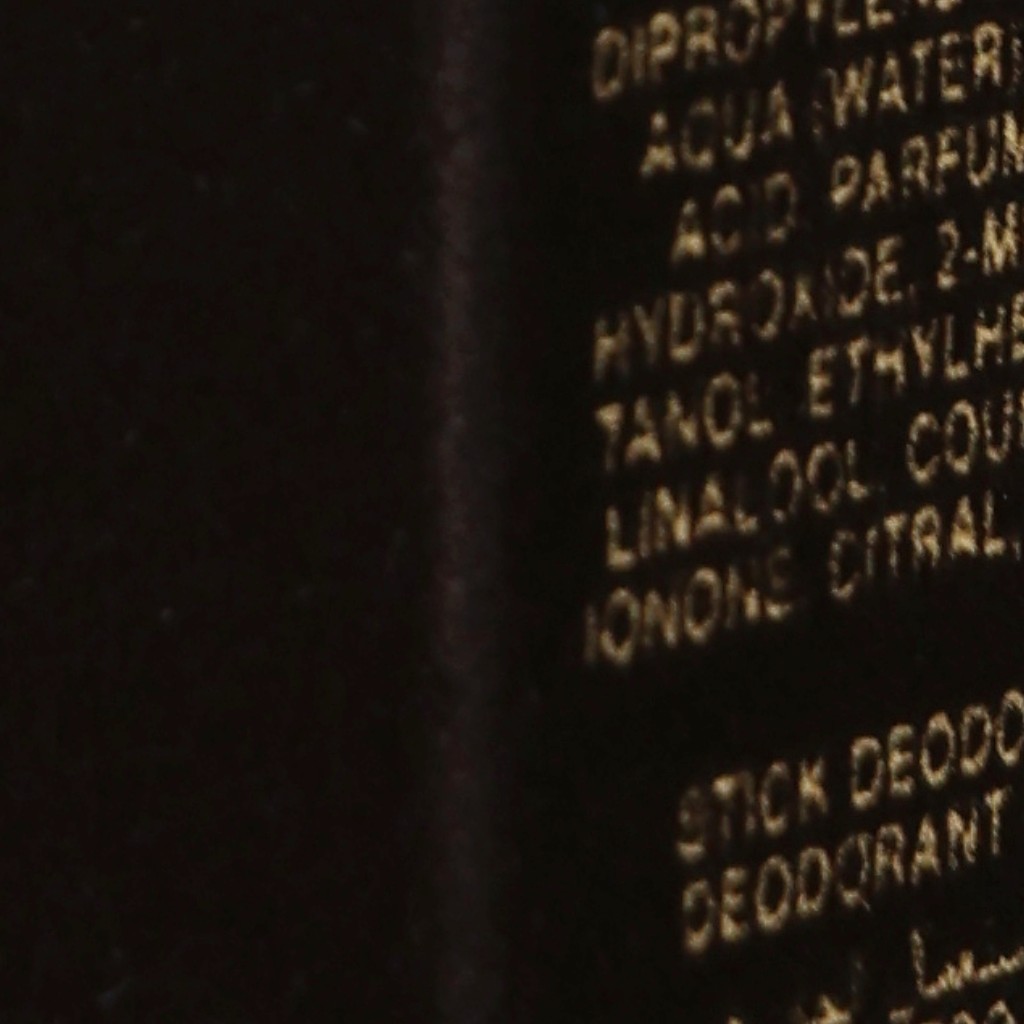 DIPROPYLENE
AQUA (WATER)
ACID, PARFUM
HYDROXIDE, 2-M
TANOL, ETHYLHE
LINALOOL, COU
IONONE, CITRAL,
STICK DEODO
DEODORANT